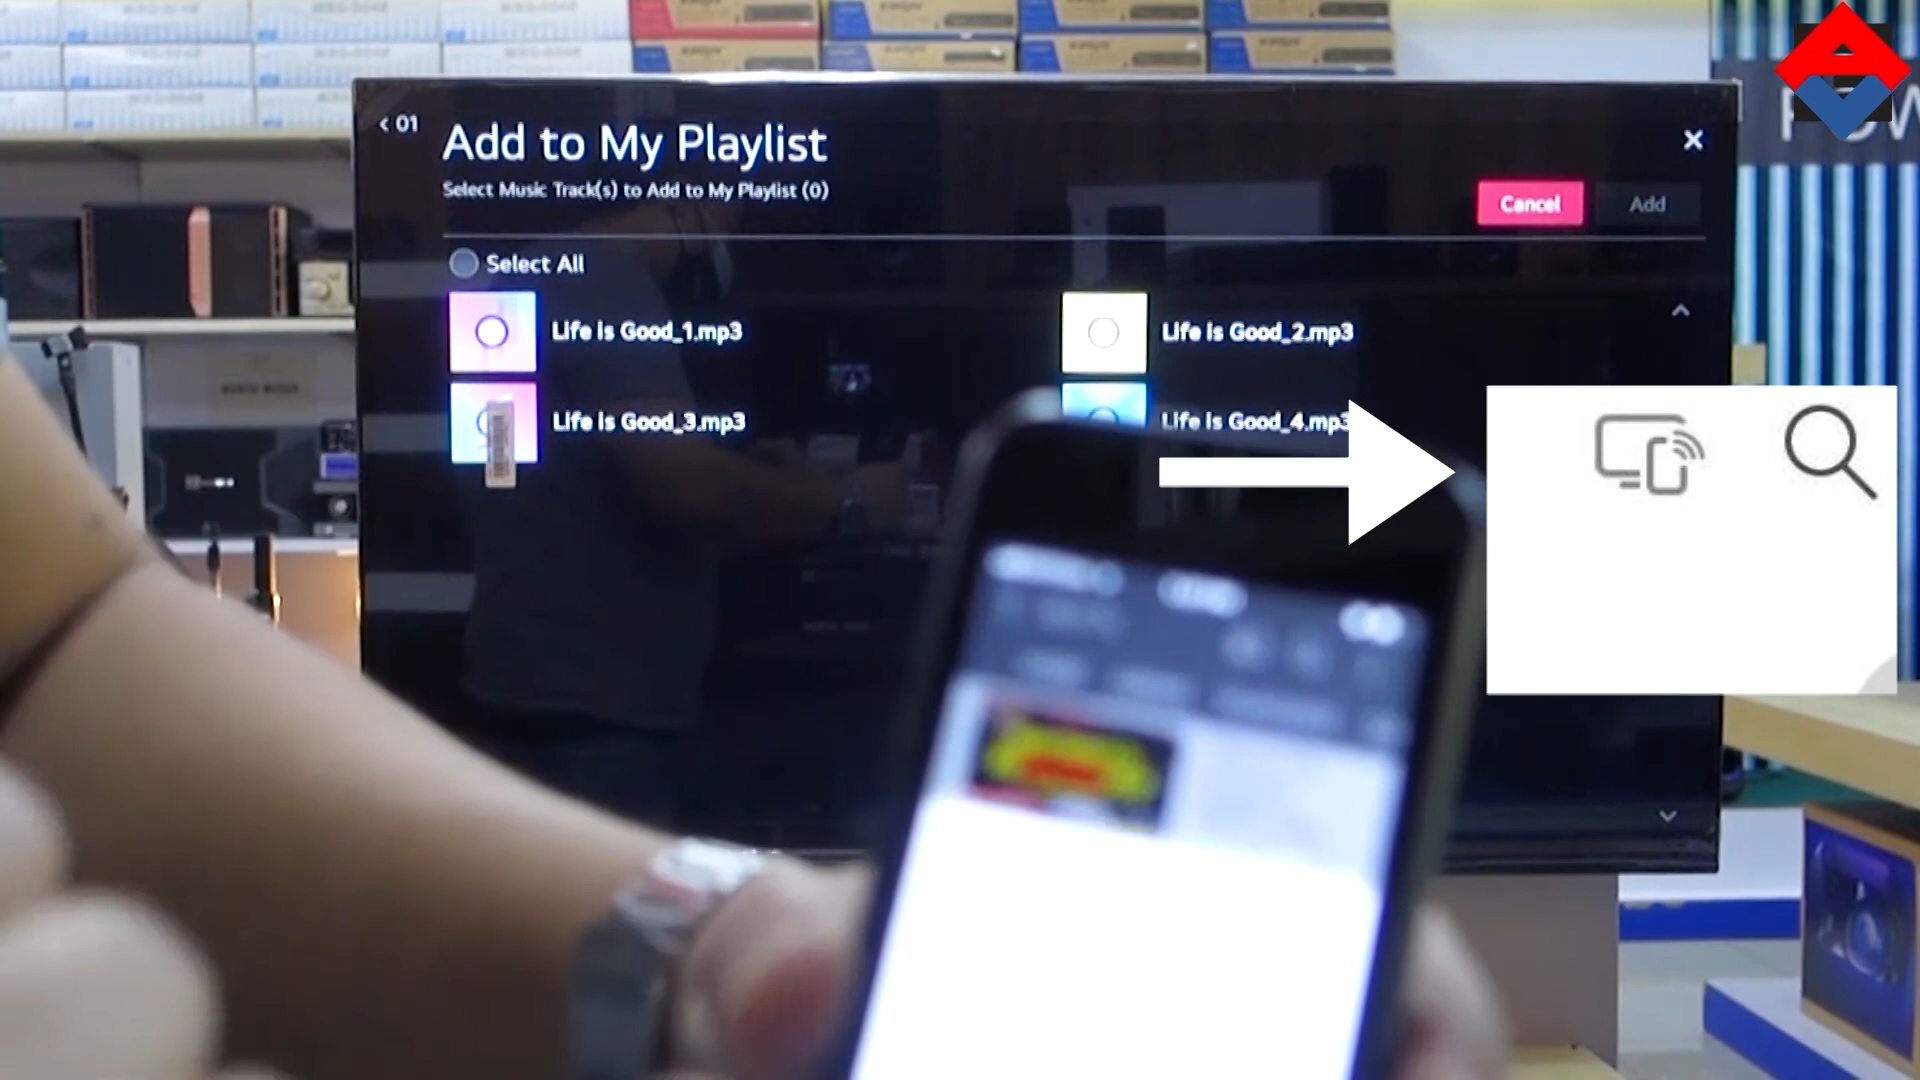 < 01
Add to My Playlist
Select Music Track(s) to Add to My Playlist (0)
Cancel
Add
Select All
Life is Good_1.mp3
Life is Good_2.mp3
Life is Good_3.mp3
Life is Good_4.mp3